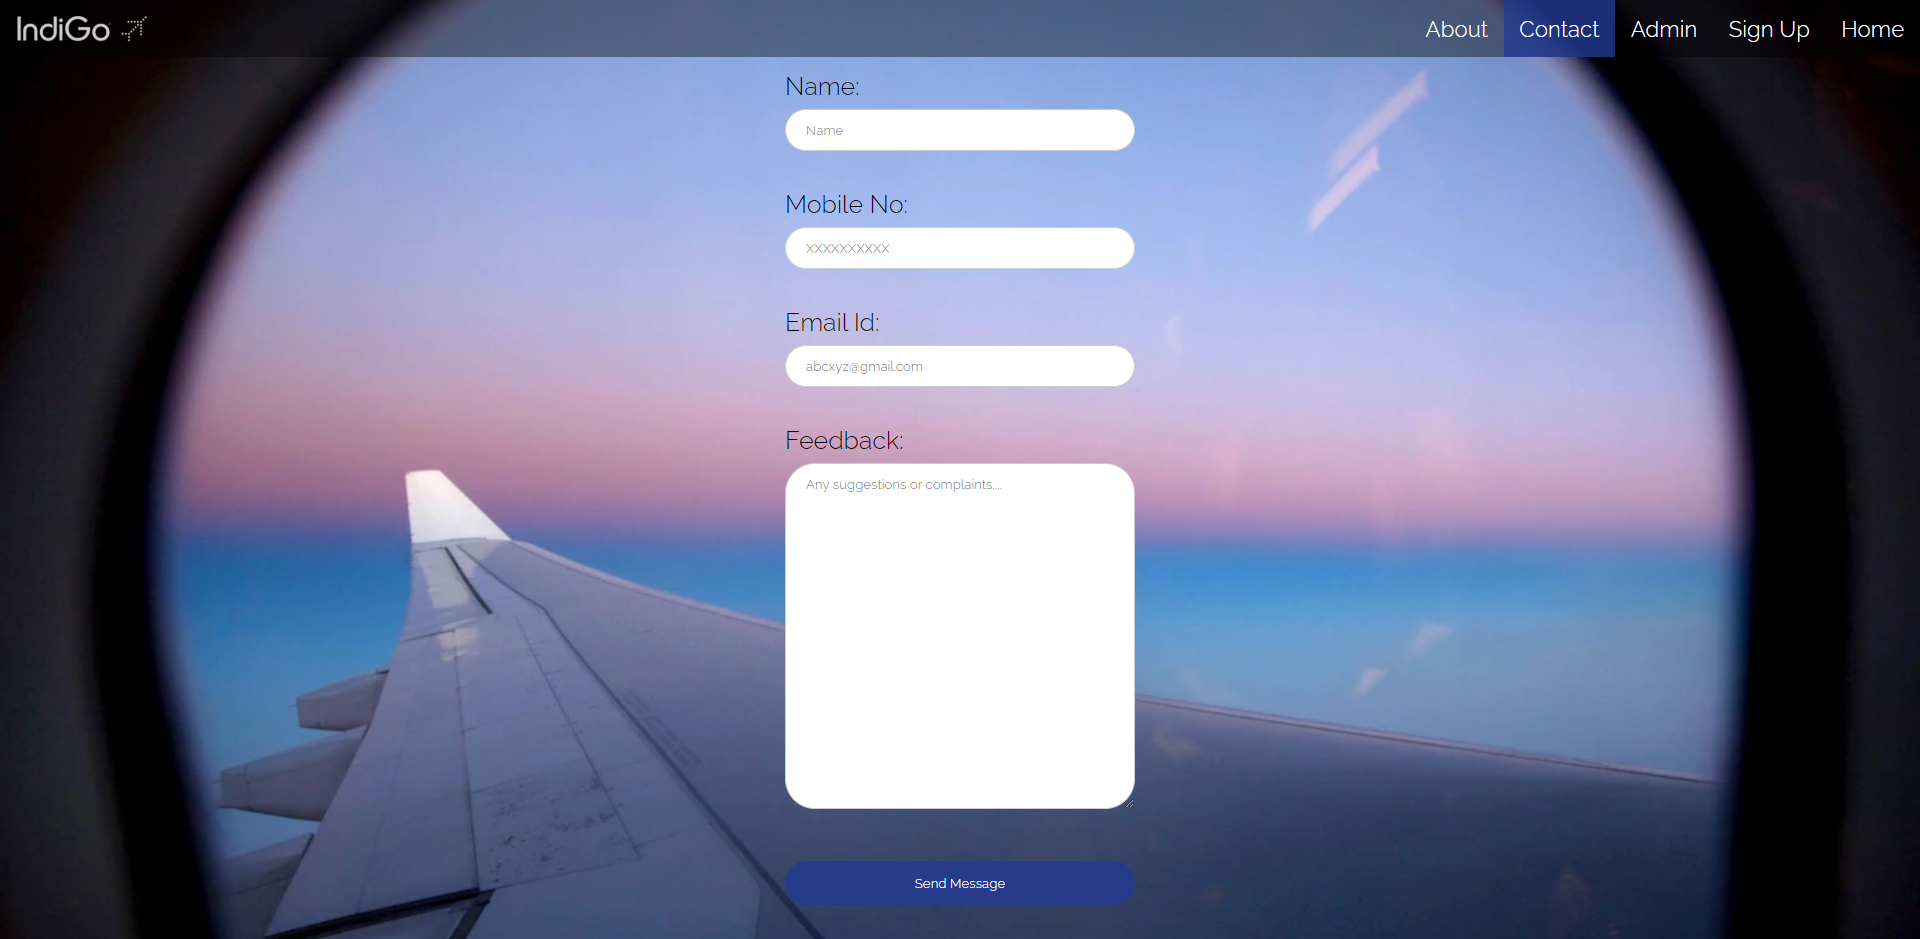 IndiGo
About
Contact
Admin
Sign Up
Home
Name:
Name
Mobile No:
XXXXXXXXXX
Email Id:
abcxyz@gmail.com
Feedback:
Any suggestions or complaints....
Send Message